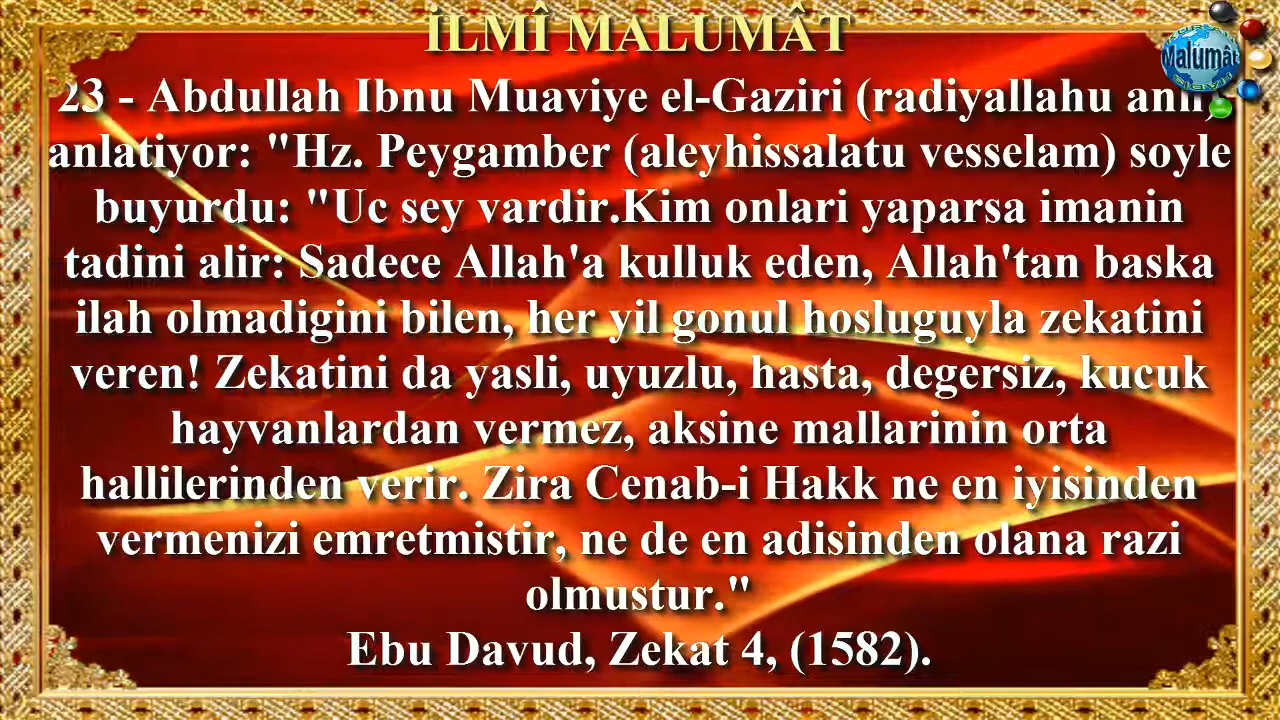 İLMÎ MALUMÂT
Malumât
23 - Abdullah Ibnu Muaviye el-Gaziri (radiyallahu anh)
anlatiyor: "Hz. Peygamber (aleyhissalatu vesselam) soyle
buyurdu: "Uc sey vardir.Kim onlari yaparsa imanin
tadini alir: Sadece Allah'a kulluk eden, Allah'tan baska
ilah olmadigini bilen, her yil gonul hosluguyla zekatini
veren! Zekatini da yasli, uyuzlu, hasta, degersiz, kucuk
hayvanlardan vermez, aksine mallarinin orta
hallilerinden verir. Zira Cenab-i Hakk ne en iyisinden
vermenizi emretmistir, ne de en adisinden olana razi
olmustur."
Ebu Davud, Zekat 4, (1582).